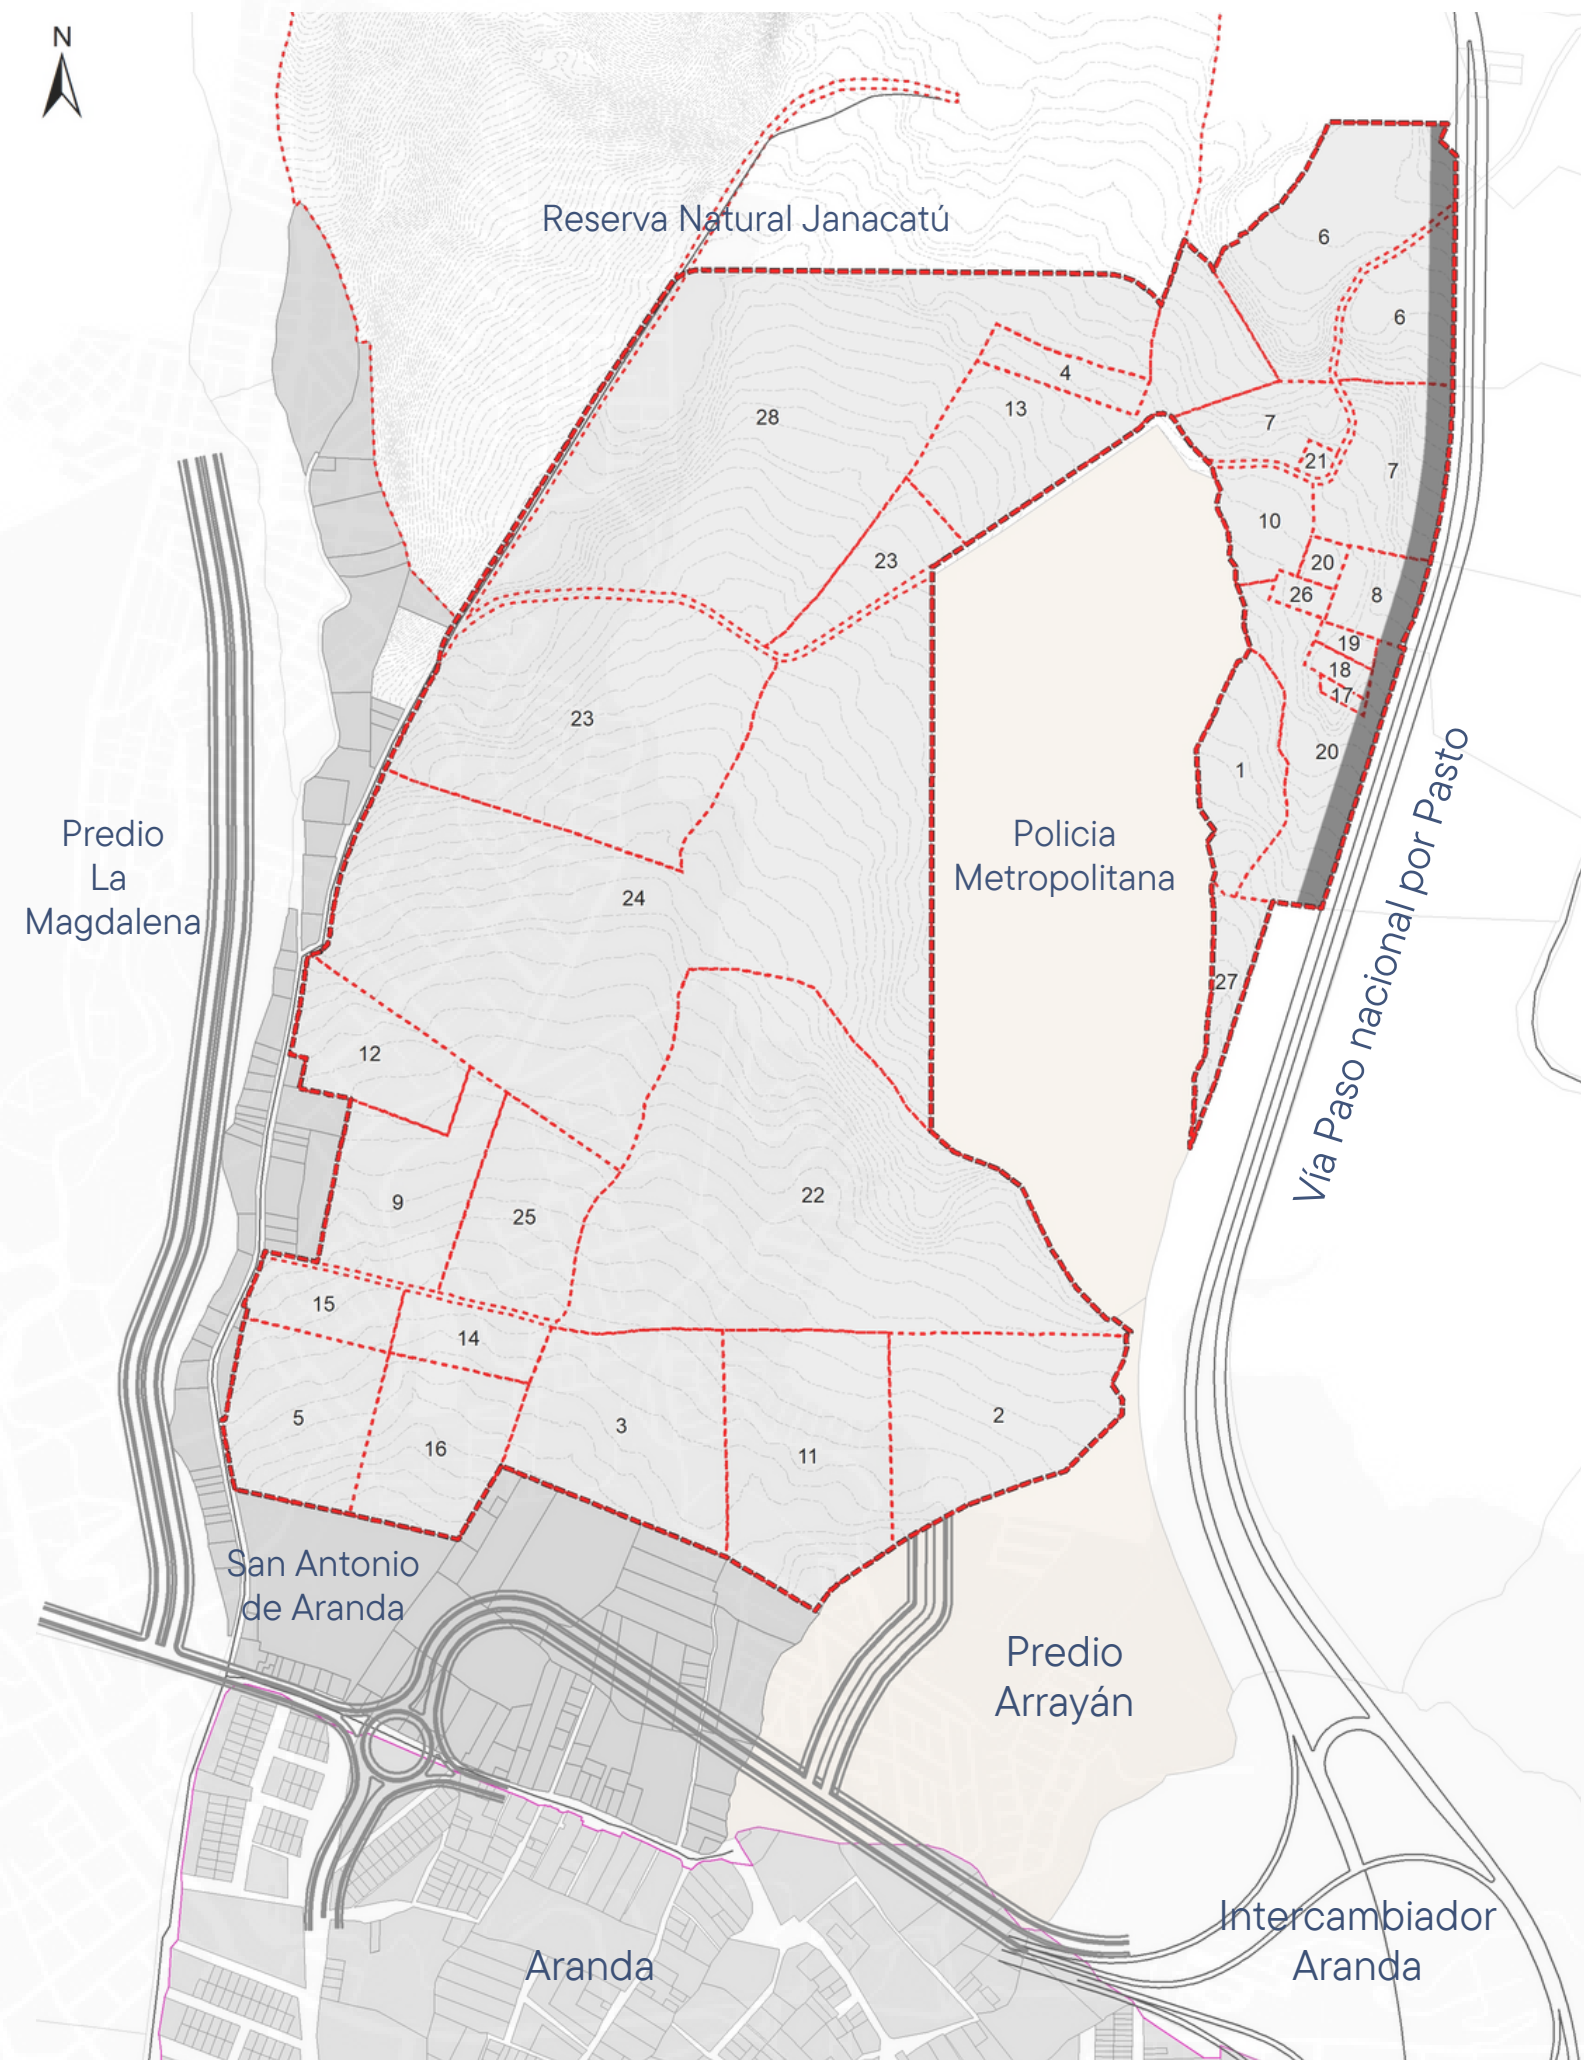 N
Reserva Natural Janacatú
6
6
4
13
28
7
21
7
10
23
20
26
8
19
18
17
23
20
1
Predio
La
Magdalena
Policia
Metropolitana
24
27
Vía Paso nacional por Pasto
12
9
25
22
15
14
5
16
3
11
2
San Antonio
de Aranda
Predio
Arrayán
Intercambiador
Aranda
Aranda